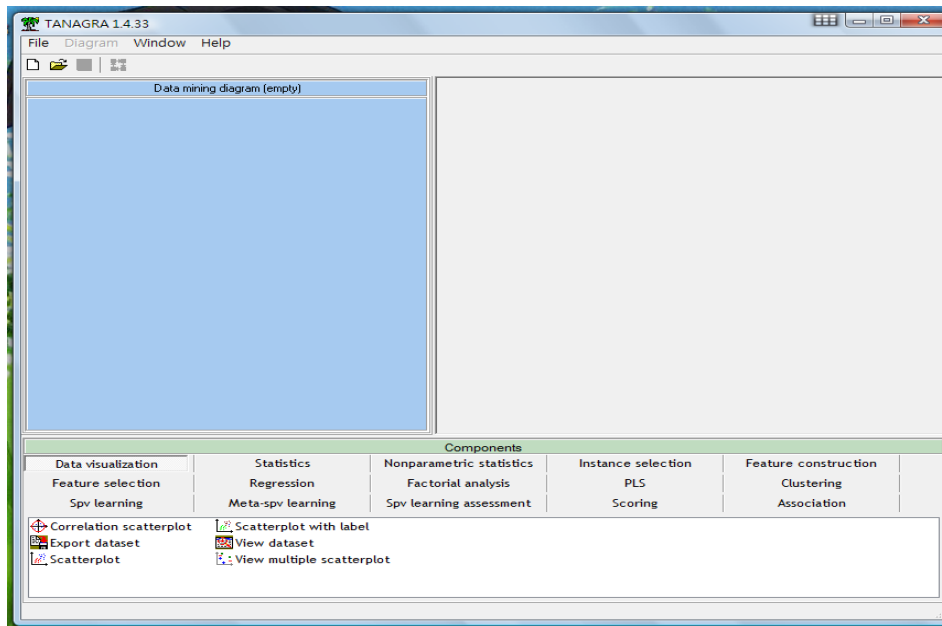 TANAGRA 1.4.33
File Diagram Window Help
Data mining diagram (empty)
Components
Data visualization Statistics Nonparametric statistics Instance selection Feature construction
Feature selection Regression Factorial analysis PLS Clustering
Spv learning Meta-spv learning Spv learning assessment Scoring Association
Correlation scatterplot Scatterplot with label
Export dataset View dataset
Scatterplot View multiple scatterplot